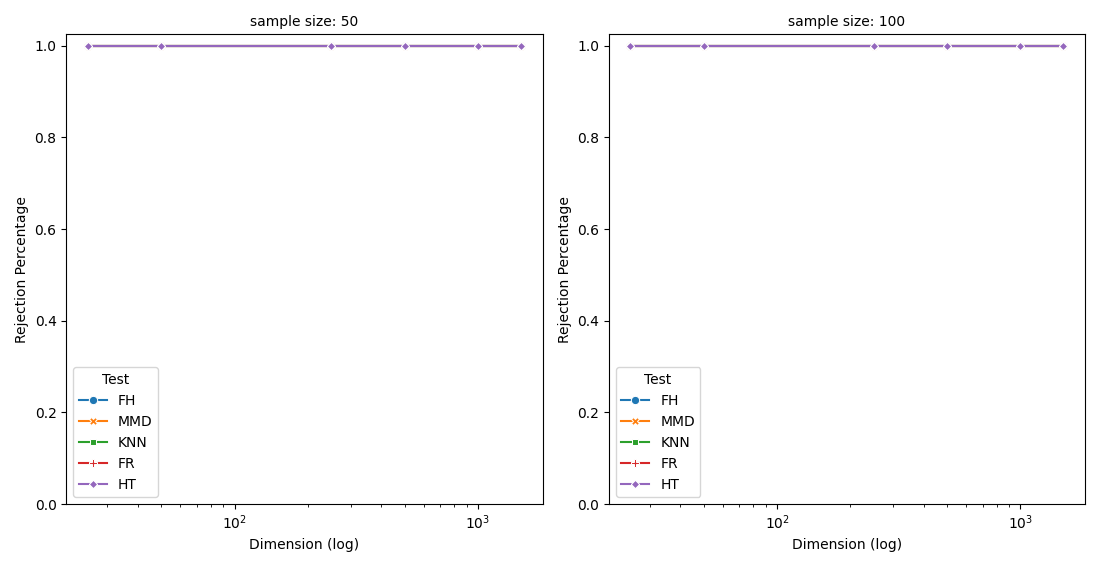 sample size: 50
1.0
0.8
0.6
0.4
0.2
0.0
Rejection Percentage
Test
FH
MMD
KNN
FR
HT
10²
10³
Dimension (log)
sample size: 100
1.0
0.8
0.6
0.4
0.2
0.0
Rejection Percentage
Test
FH
MMD
KNN
FR
HT
10²
10³
Dimension (log)